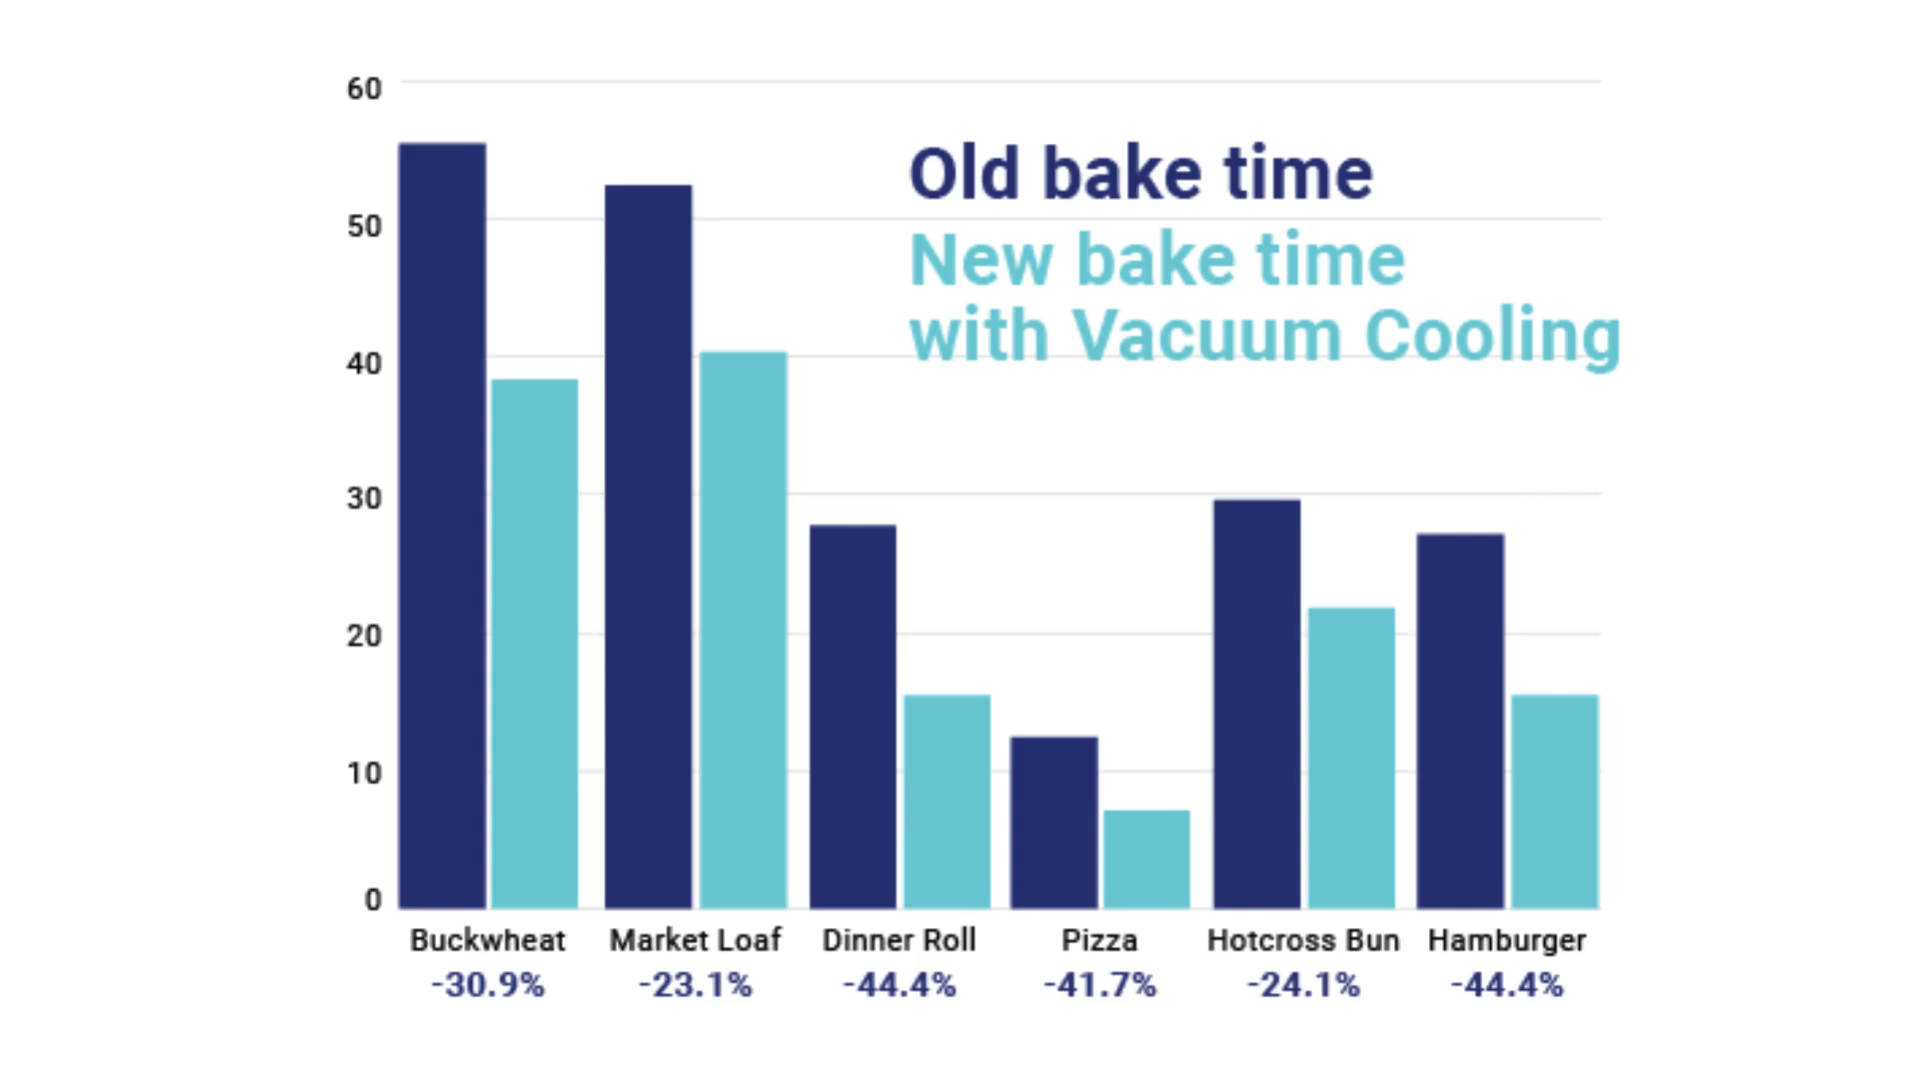 60
50
40
30
20
10
0
Old bake time
New bake time
with Vacuum Cooling
Buckwheat Market Loaf Dinner Roll Pizza Hotcross Bun Hamburger
-30.9% -23.1% -44.4% -41.7% -24.1% -44.4%